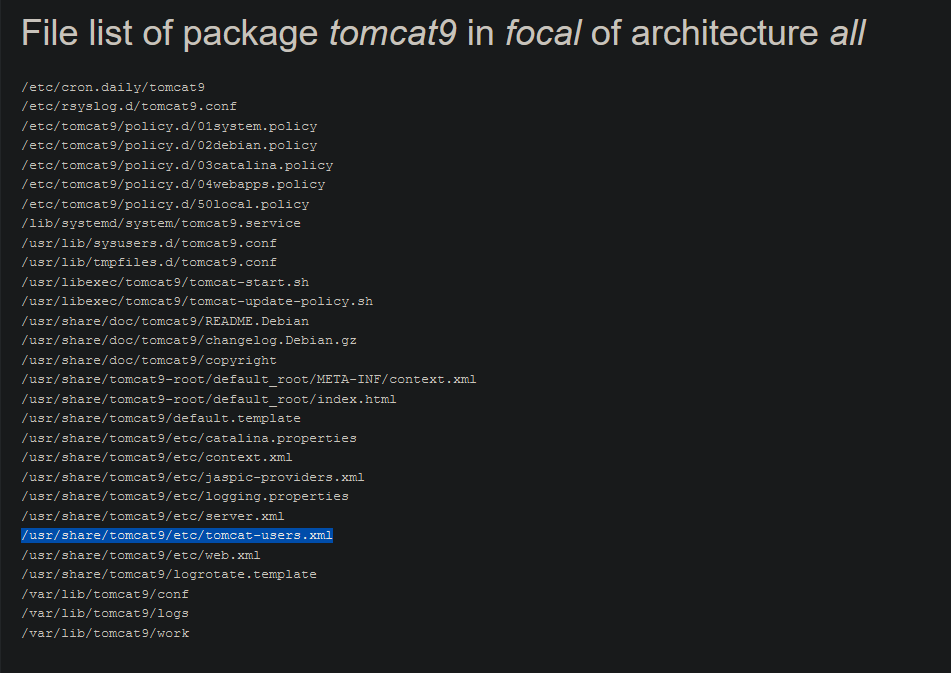 File list of package tomcat9 in focal of architecture all
/etc/cron.daily/tomcat9
/etc/rsyslog.d/tomcat9.conf
/etc/tomcat9/policy.d/01system.policy
/etc/tomcat9/policy.d/02debian.policy
/etc/tomcat9/policy.d/03catalina.policy
/etc/tomcat9/policy.d/04webapps.policy
/etc/tomcat9/policy.d/50local.policy
/lib/systemd/system/tomcat9.service
/usr/lib/sysusers.d/tomcat9.conf
/usr/lib/tmpfiles.d/tomcat9.conf
/usr/libexec/tomcat9/tomcat-start.sh
/usr/libexec/tomcat9/tomcat-update-policy.sh
/usr/share/doc/tomcat9/README.Debian
/usr/share/doc/tomcat9/changelog.Debian.gz
/usr/share/doc/tomcat9/copyright
/usr/share/tomcat9-root/default_root/META-INF/context.xml
/usr/share/tomcat9-root/default_root/index.html
/usr/share/tomcat9/default.template
/usr/share/tomcat9/etc/catalina.properties
/usr/share/tomcat9/etc/context.xml
/usr/share/tomcat9/etc/jaspic-providers.xml
/usr/share/tomcat9/etc/logging.properties
/usr/share/tomcat9/etc/server.xml
/usr/share/tomcat9/etc/tomcat-users.xml
/usr/share/tomcat9/etc/web.xml
/usr/share/tomcat9/logrotate.template
/var/lib/tomcat9/conf
/var/lib/tomcat9/logs
/var/lib/tomcat9/work